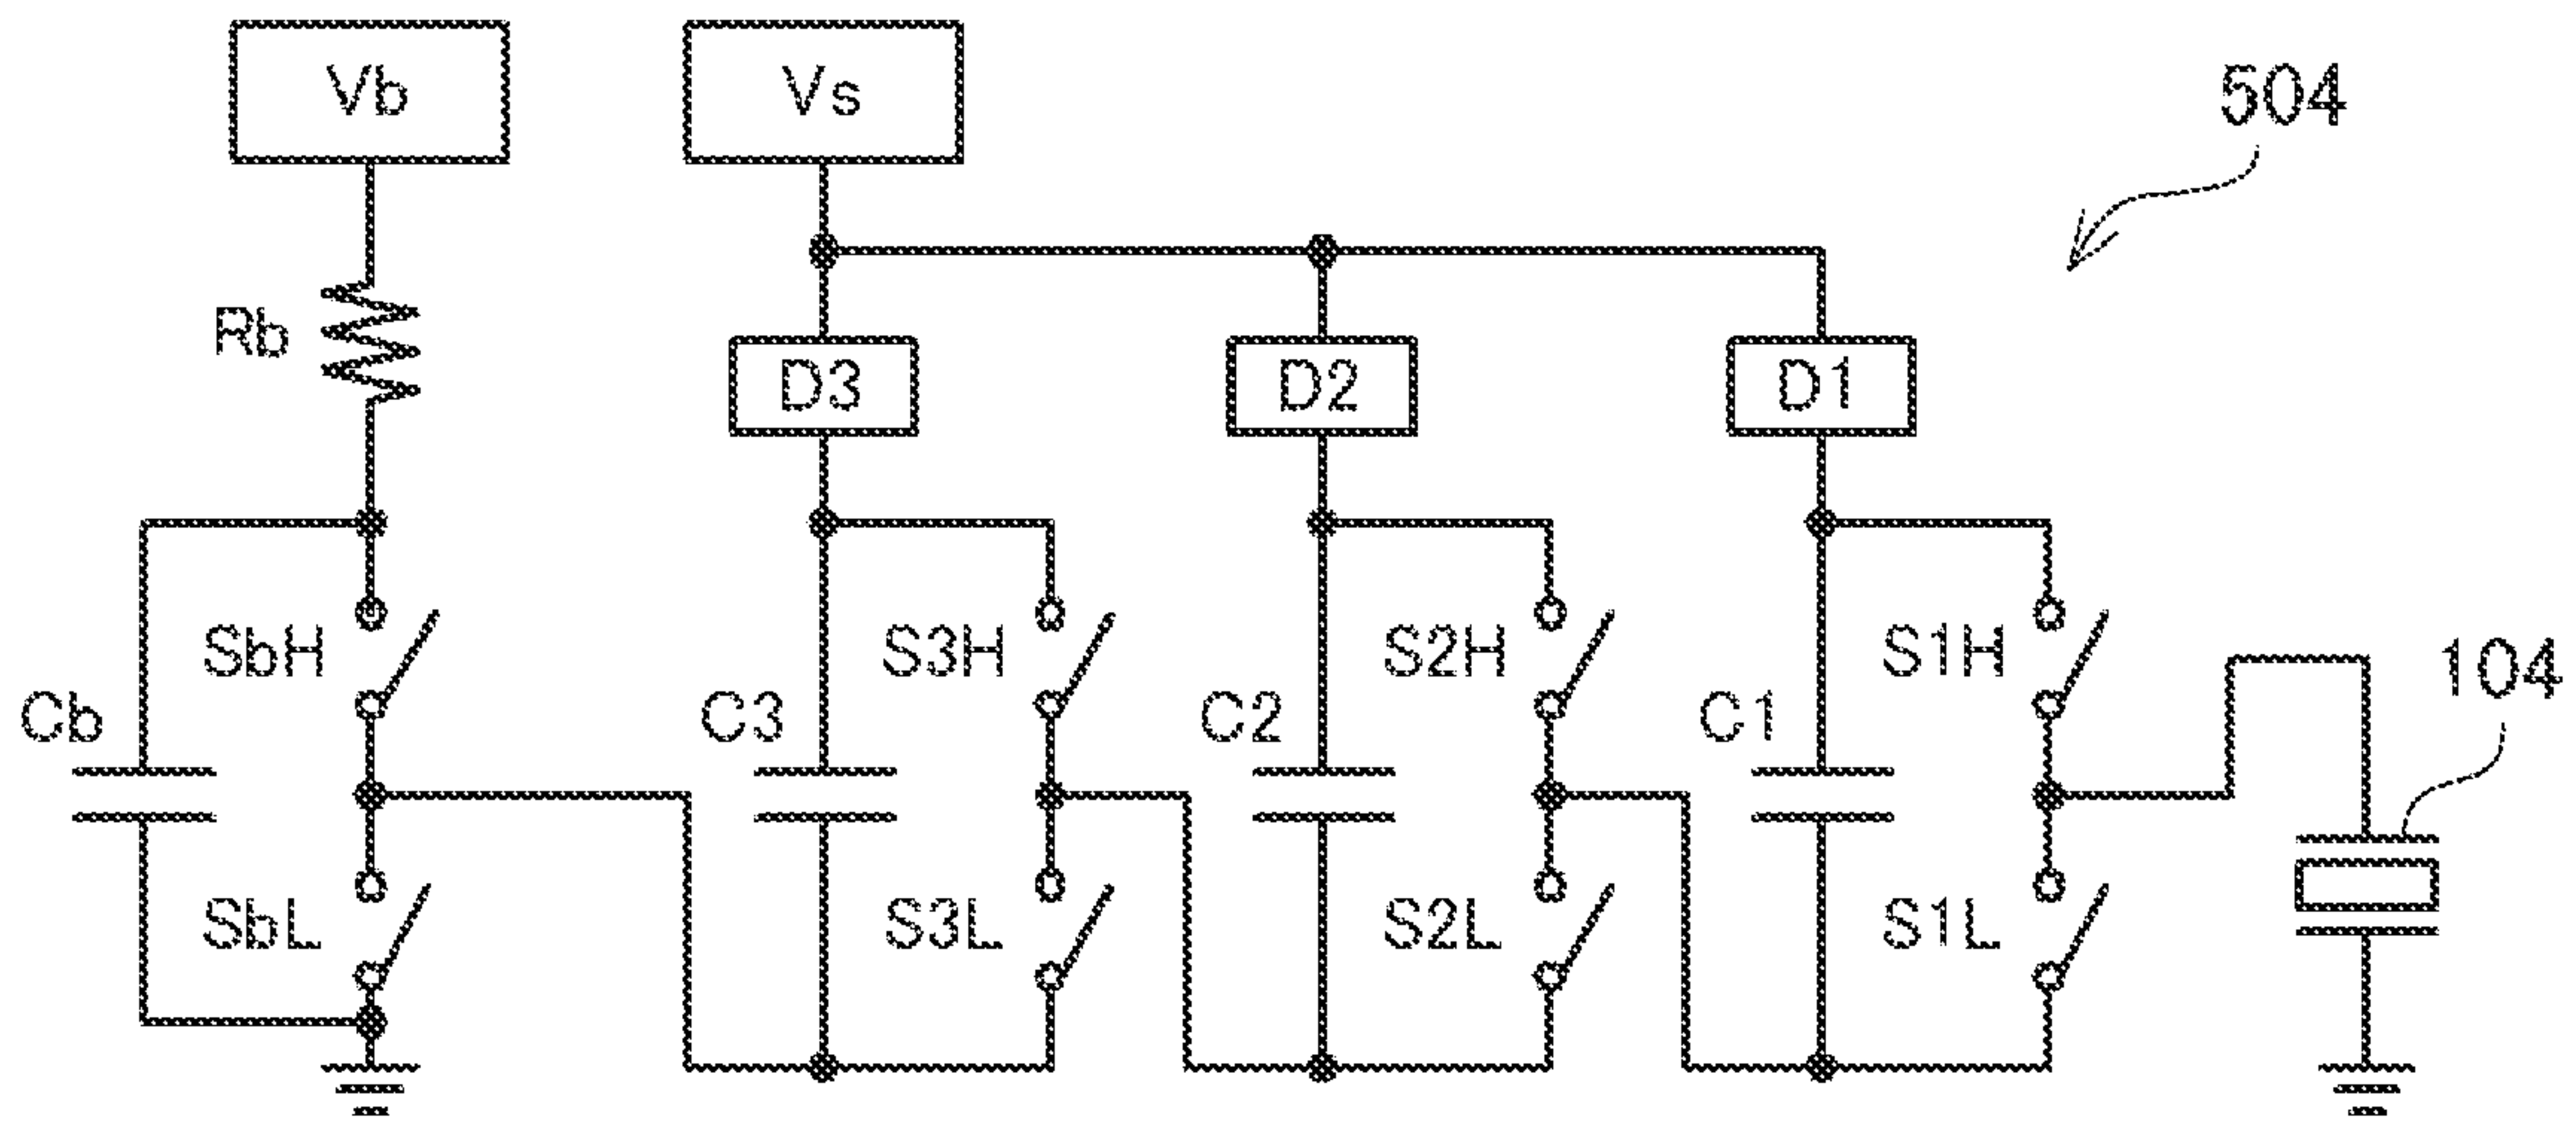 Vb
Vs
504
Rb
D3
D2
D1
SbH
S3H
S2H
S1H
104
Cb
C3
C2
C1
SbL
S3L
S2L
S1L